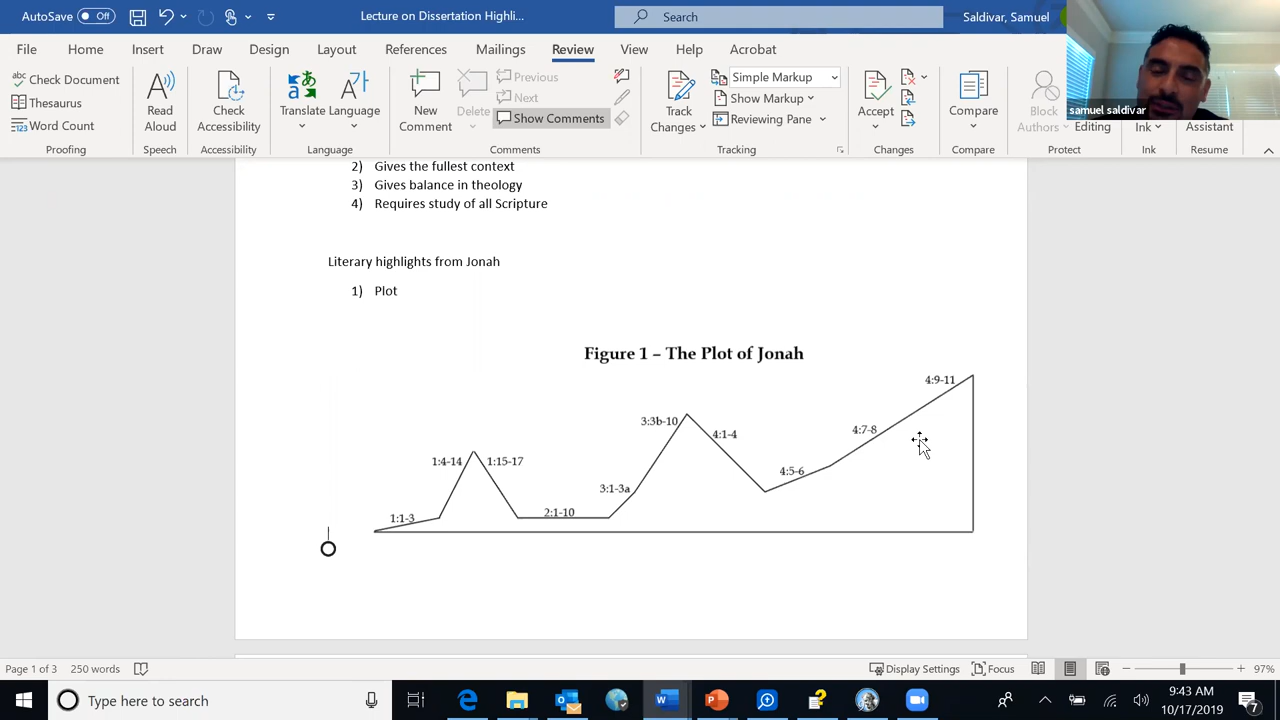 AutoSave Off
Lecture on Dissertation Highli...
Search
Saldivar, Samuel
File Home Insert Draw Design Layout References Mailings Review View Help Acrobat
abc Check Document
Thesaurus
Word Count
Proofing
Read Aloud
Speech
Check Accessibility
Accessibility
Translate
Language
Language
New Comment
Delete
Previous
Next
Show Comments
Comments
Track Changes
Simple Markup
Show Markup
Reviewing Pane
Tracking
Accept
Changes
Compare
Compare
Block Authors
Editing
Protect
Ink
Ink
Assistant
Resume
samuel saldivar
2) Gives the fullest context
3) Gives balance in theology
4) Requires study of all Scripture
Literary highlights from Jonah
1) Plot
Figure 1 – The Plot of Jonah
1:1-3
1:4-14
1:15-17
2:1-10
3:1-3a
3:3b-10
4:1-4
4:5-6
4:7-8
4:9-11
Page 1 of 3 250 words
Display Settings Focus 97%
Type here to search
9:43 AM
10/17/2019
7